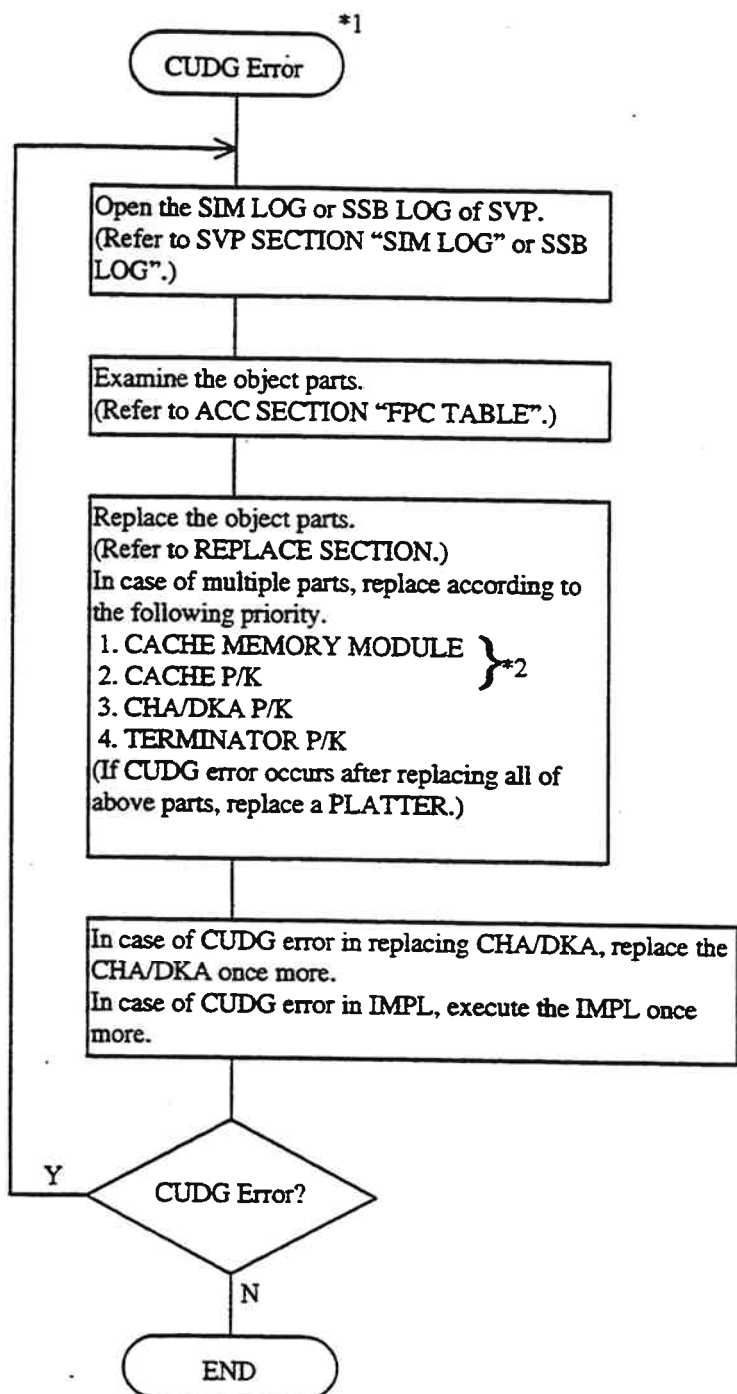 *1
CUDG Error
Open the SIM LOG or SSB LOG of SVP.
(Refer to SVP SECTION “SIM LOG” or SSB
LOG”.)
Examine the object parts.
(Refer to ACC SECTION “FPC TABLE”.)
Replace the object parts.
(Refer to REPLACE SECTION.)
In case of multiple parts, replace according to
the following priority.
1. CACHE MEMORY MODULE
2. CACHE P/K
*2
3. CHA/DKA P/K
4. TERMINATOR P/K
(If CUDG error occurs after replacing all of
above parts, replace a PLATTER.)
In case of CUDG error in replacing CHA/DKA, replace the
CHA/DKA once more.
In case of CUDG error in IMPL, execute the IMPL once
more.
Y
CUDG Error?
N
END